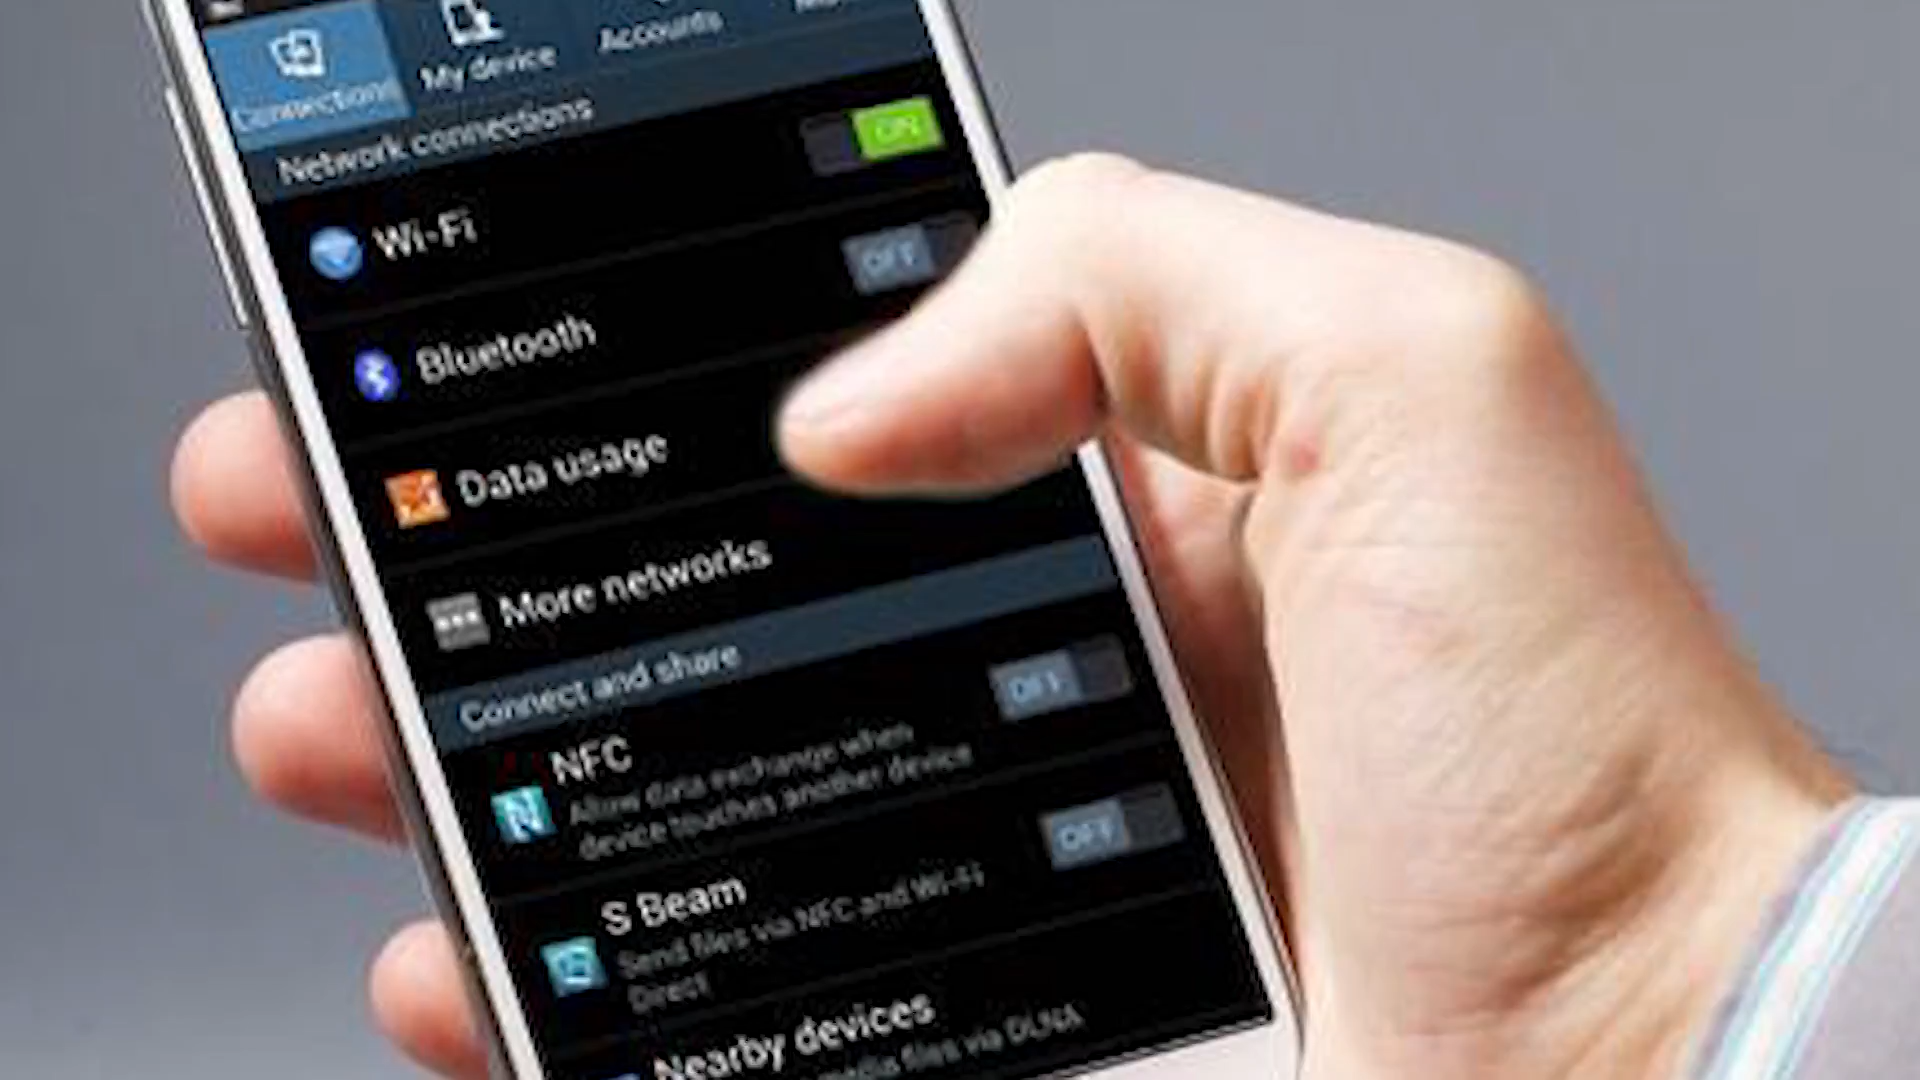 Connections
My device
Accounts
Network connections
ON
Wi-Fi
OFF
Bluetooth
Data usage
More networks
Connect and share
NFC
OFF
Allow data exchange when
device touches another device
S Beam
OFF
Send files via NFC and Wi-Fi
Direct
Nearby devices
media files via DLNA